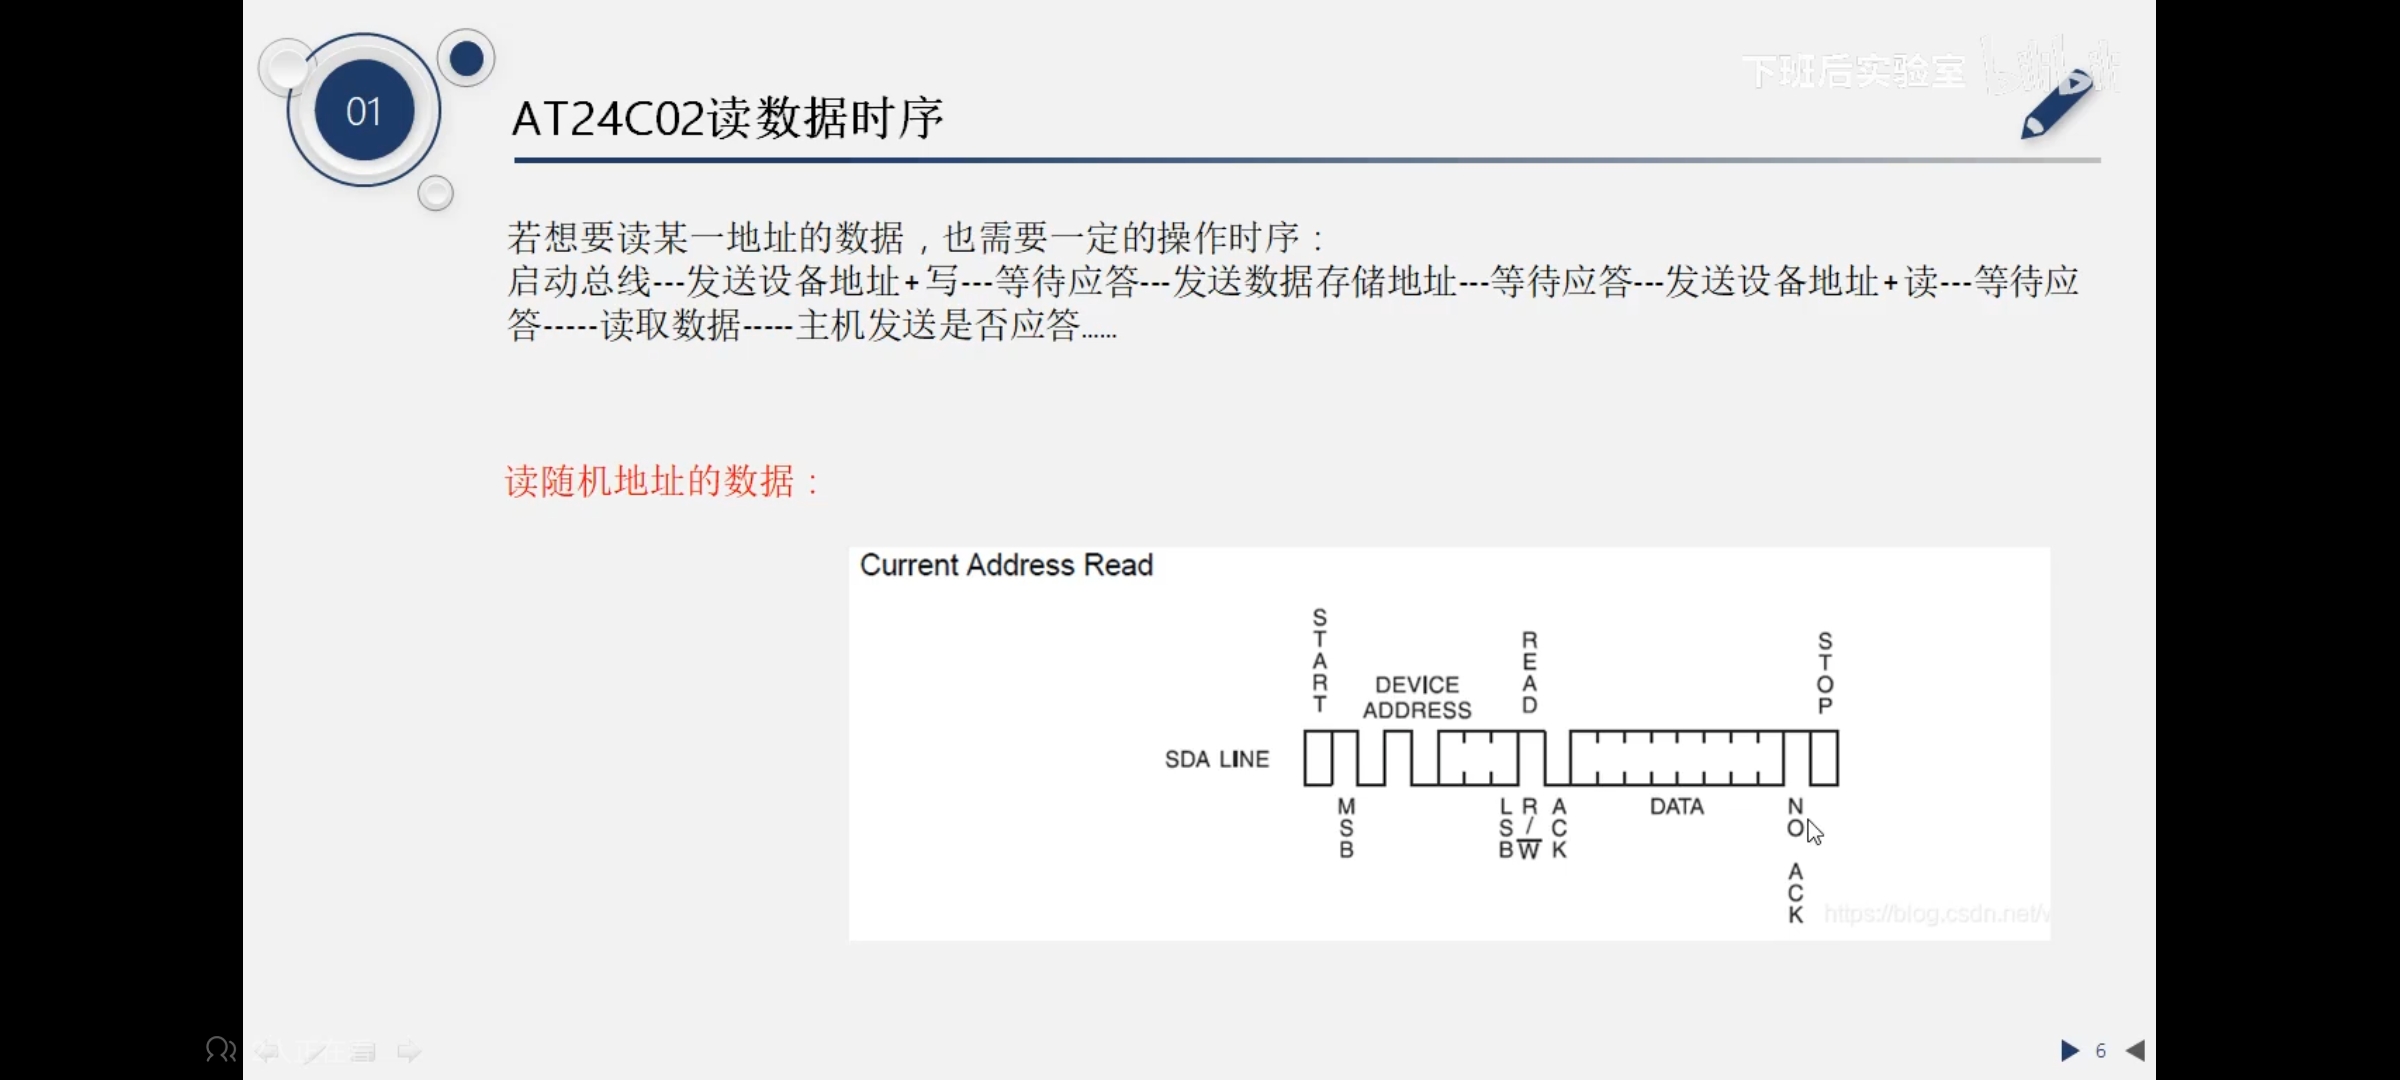 下班后实验室
bilibili
01
AT24C02读数据时序
若想要读某一地址的数据，也需要一定的操作时序：
启动总线---发送设备地址+写---等待应答---发送数据存储地址---等待应答---发送设备地址+读---等待应
答-----读取数据-----主机发送是否应答......
读随机地址的数据：
Current Address Read
START
DEVICE
ADDRESS
READ
STOP
SDA LINE
MSB
LSB
R/W
ACK
DATA
NO ACK
https://blog.csdn.net/v
6